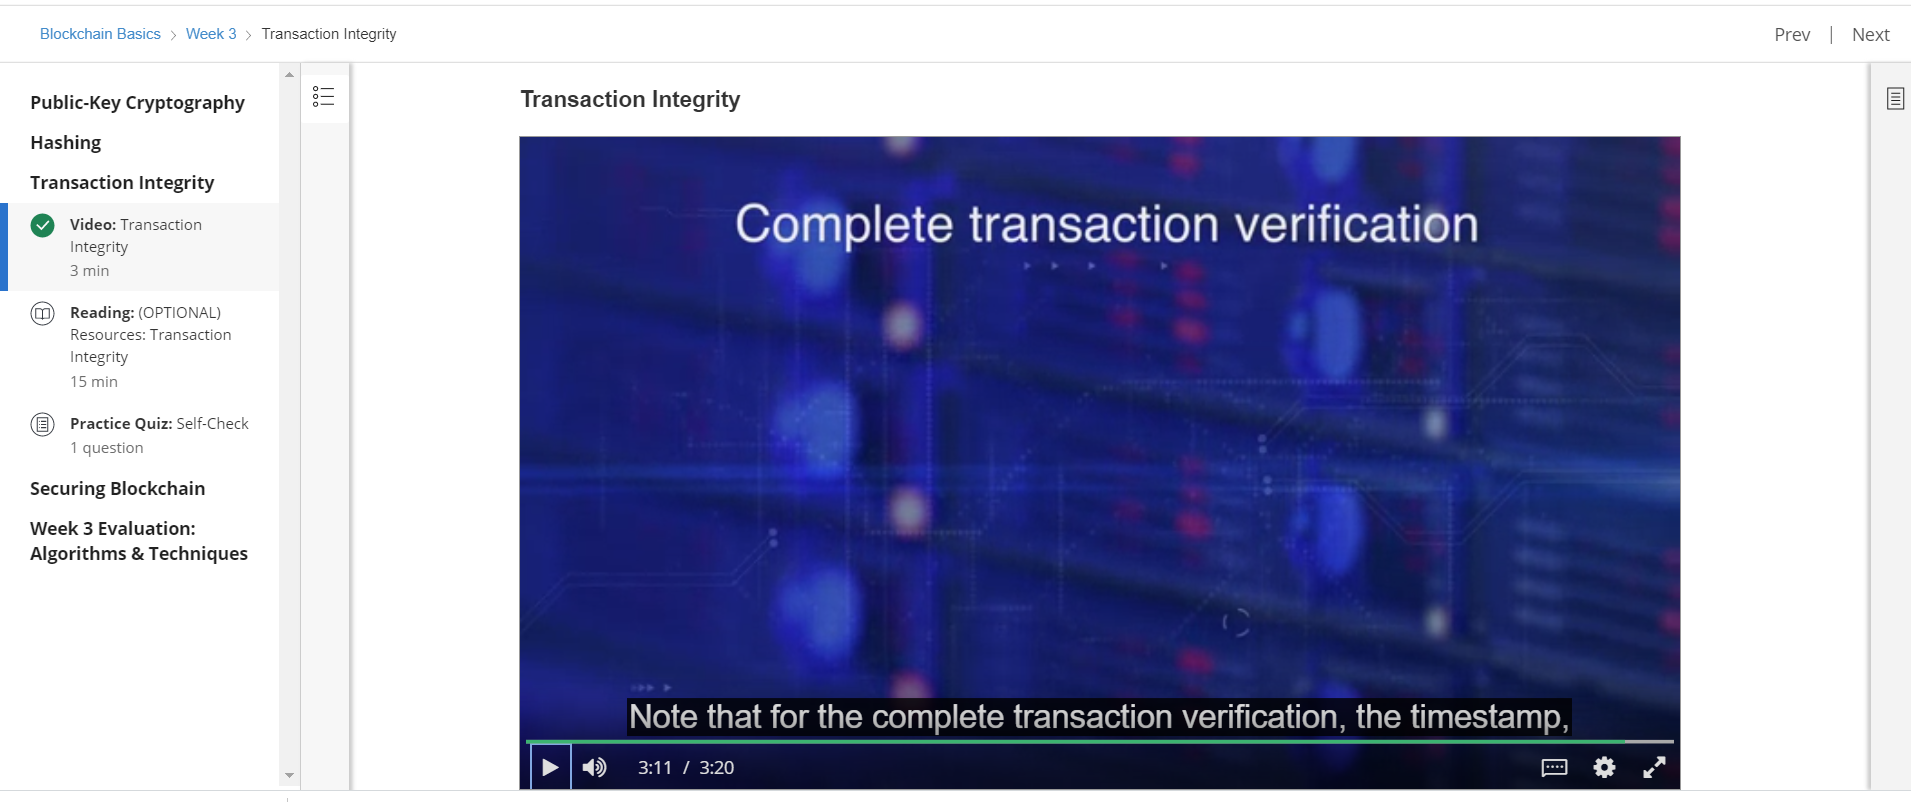 Blockchain Basics > Week 3 > Transaction Integrity
Prev | Next
Public-Key Cryptography
Hashing
Transaction Integrity
Video: Transaction
Integrity
3 min
Reading: (OPTIONAL)
Resources: Transaction
Integrity
15 min
Practice Quiz: Self-Check
1 question
Securing Blockchain
Week 3 Evaluation:
Algorithms & Techniques
Transaction Integrity
Complete transaction verification
Note that for the complete transaction verification, the timestamp,
3:11 / 3:20